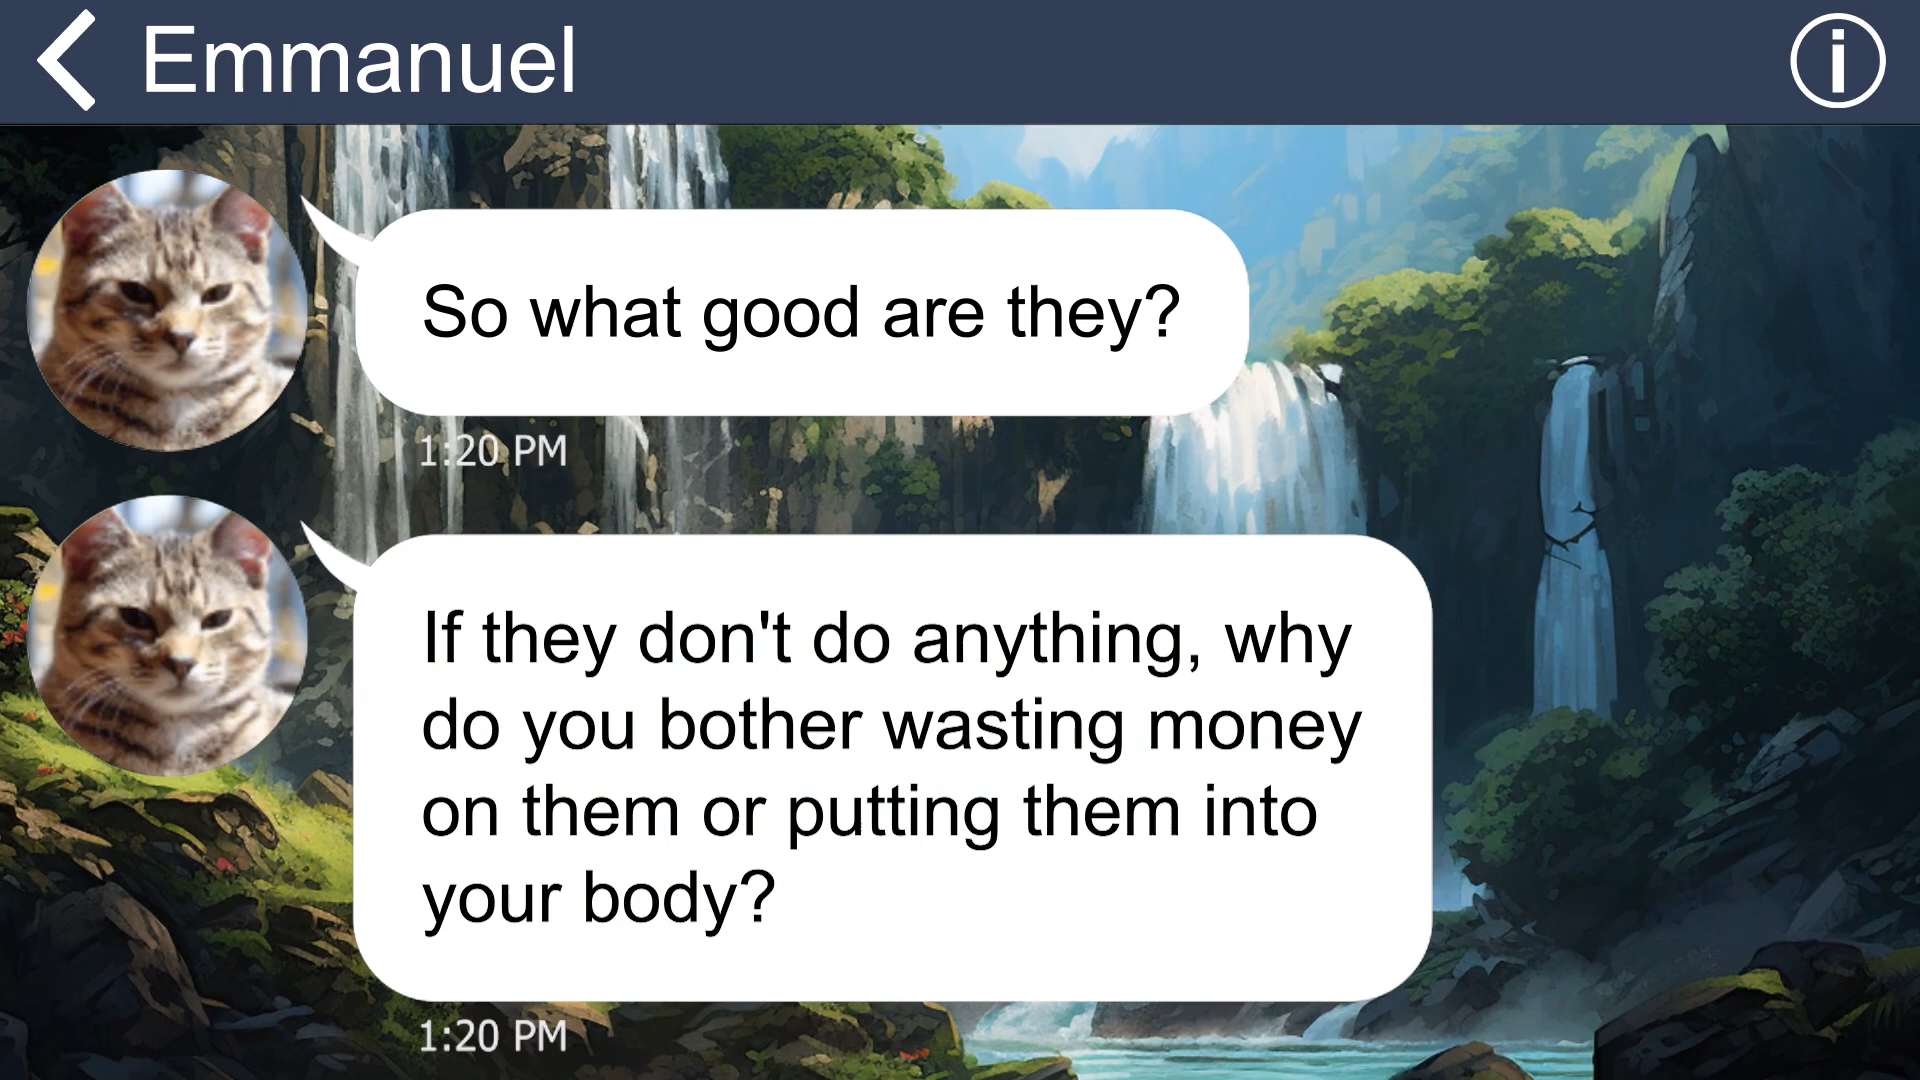 Emmanuel
So what good are they?
1:20 PM
If they don't do anything, why
do you bother wasting money
on them or putting them into
your body?
1:20 PM